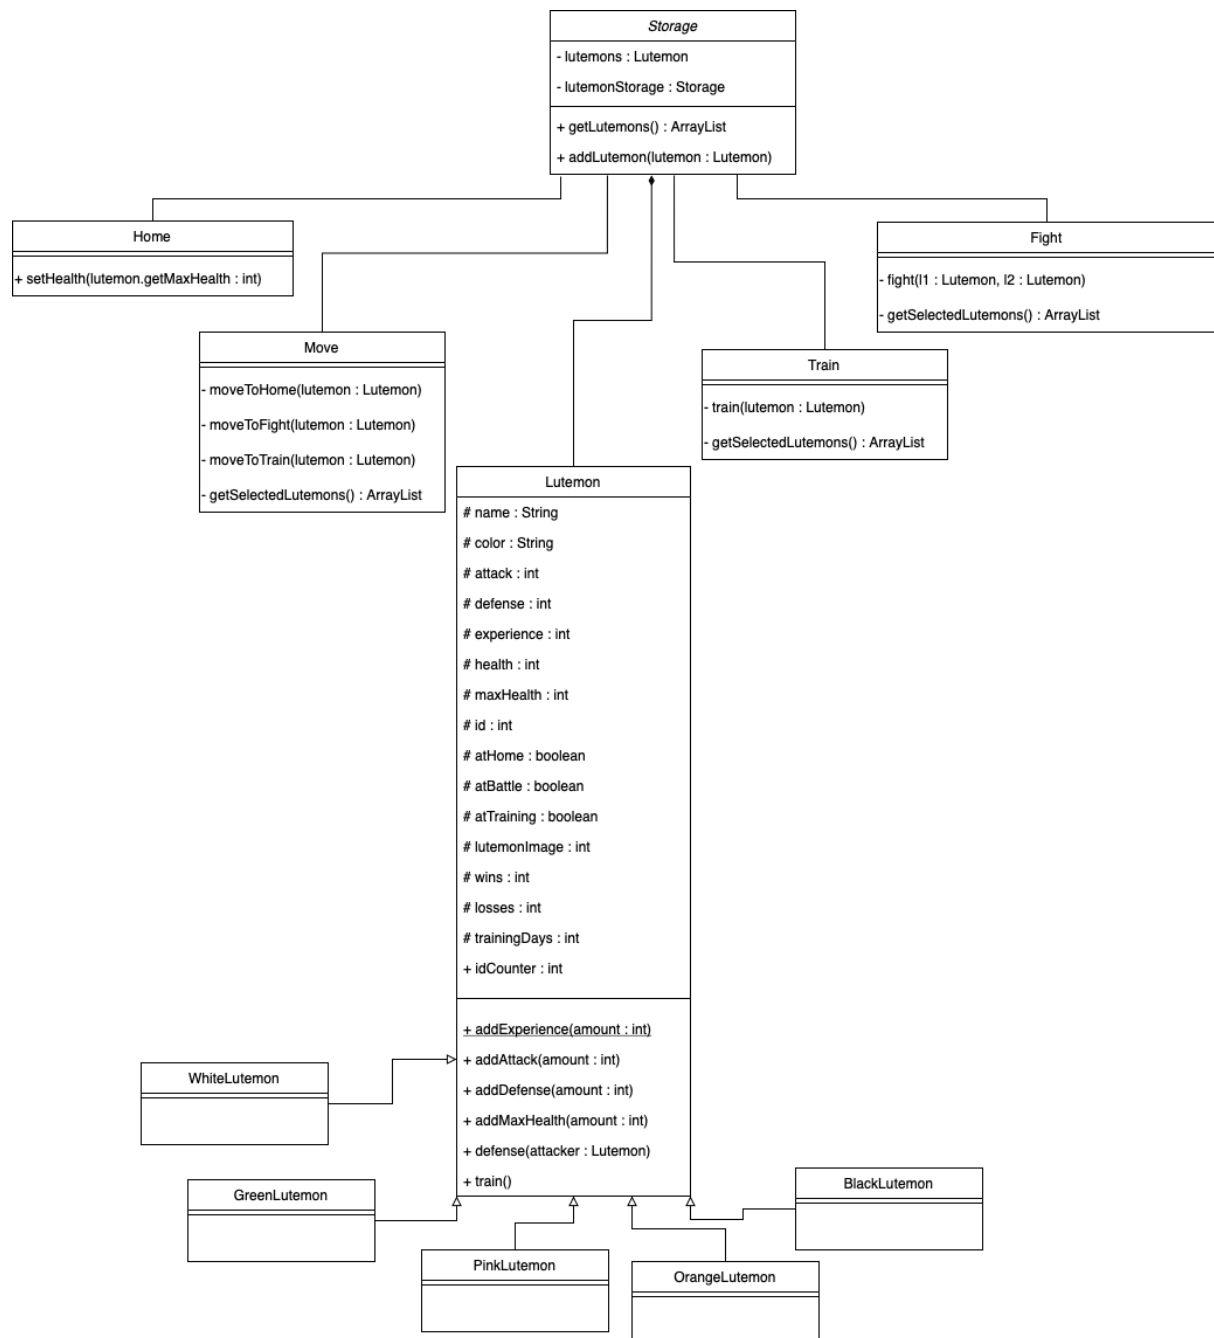 Storage
- lutemons : Lutemon
- lutemonStorage : Storage
+ getLutemons() : ArrayList
+ addLutemon(lutemon : Lutemon)
Home
+ setHealth(lutemon.getMaxHealth : int)
Fight
- fight(l1 : Lutemon, l2 : Lutemon)
- getSelectedLutemons() : ArrayList
Move
- moveToHome(lutemon : Lutemon)
- moveToFight(lutemon : Lutemon)
- moveToTrain(lutemon : Lutemon)
- getSelectedLutemons() : ArrayList
Train
- train(lutemon : Lutemon)
- getSelectedLutemons() : ArrayList
Lutemon
# name : String
# color : String
# attack : int
# defense : int
# experience : int
# health : int
# maxHealth : int
# id : int
# atHome : boolean
# atBattle : boolean
# atTraining : boolean
# lutemonImage : int
# wins : int
# losses : int
# trainingDays : int
+ idCounter : int
+ addExperience(amount : int)
+ addAttack(amount : int)
+ addDefense(amount : int)
+ addMaxHealth(amount : int)
+ defense(attacker : Lutemon)
+ train()
WhiteLutemon
GreenLutemon
BlackLutemon
PinkLutemon
OrangeLutemon